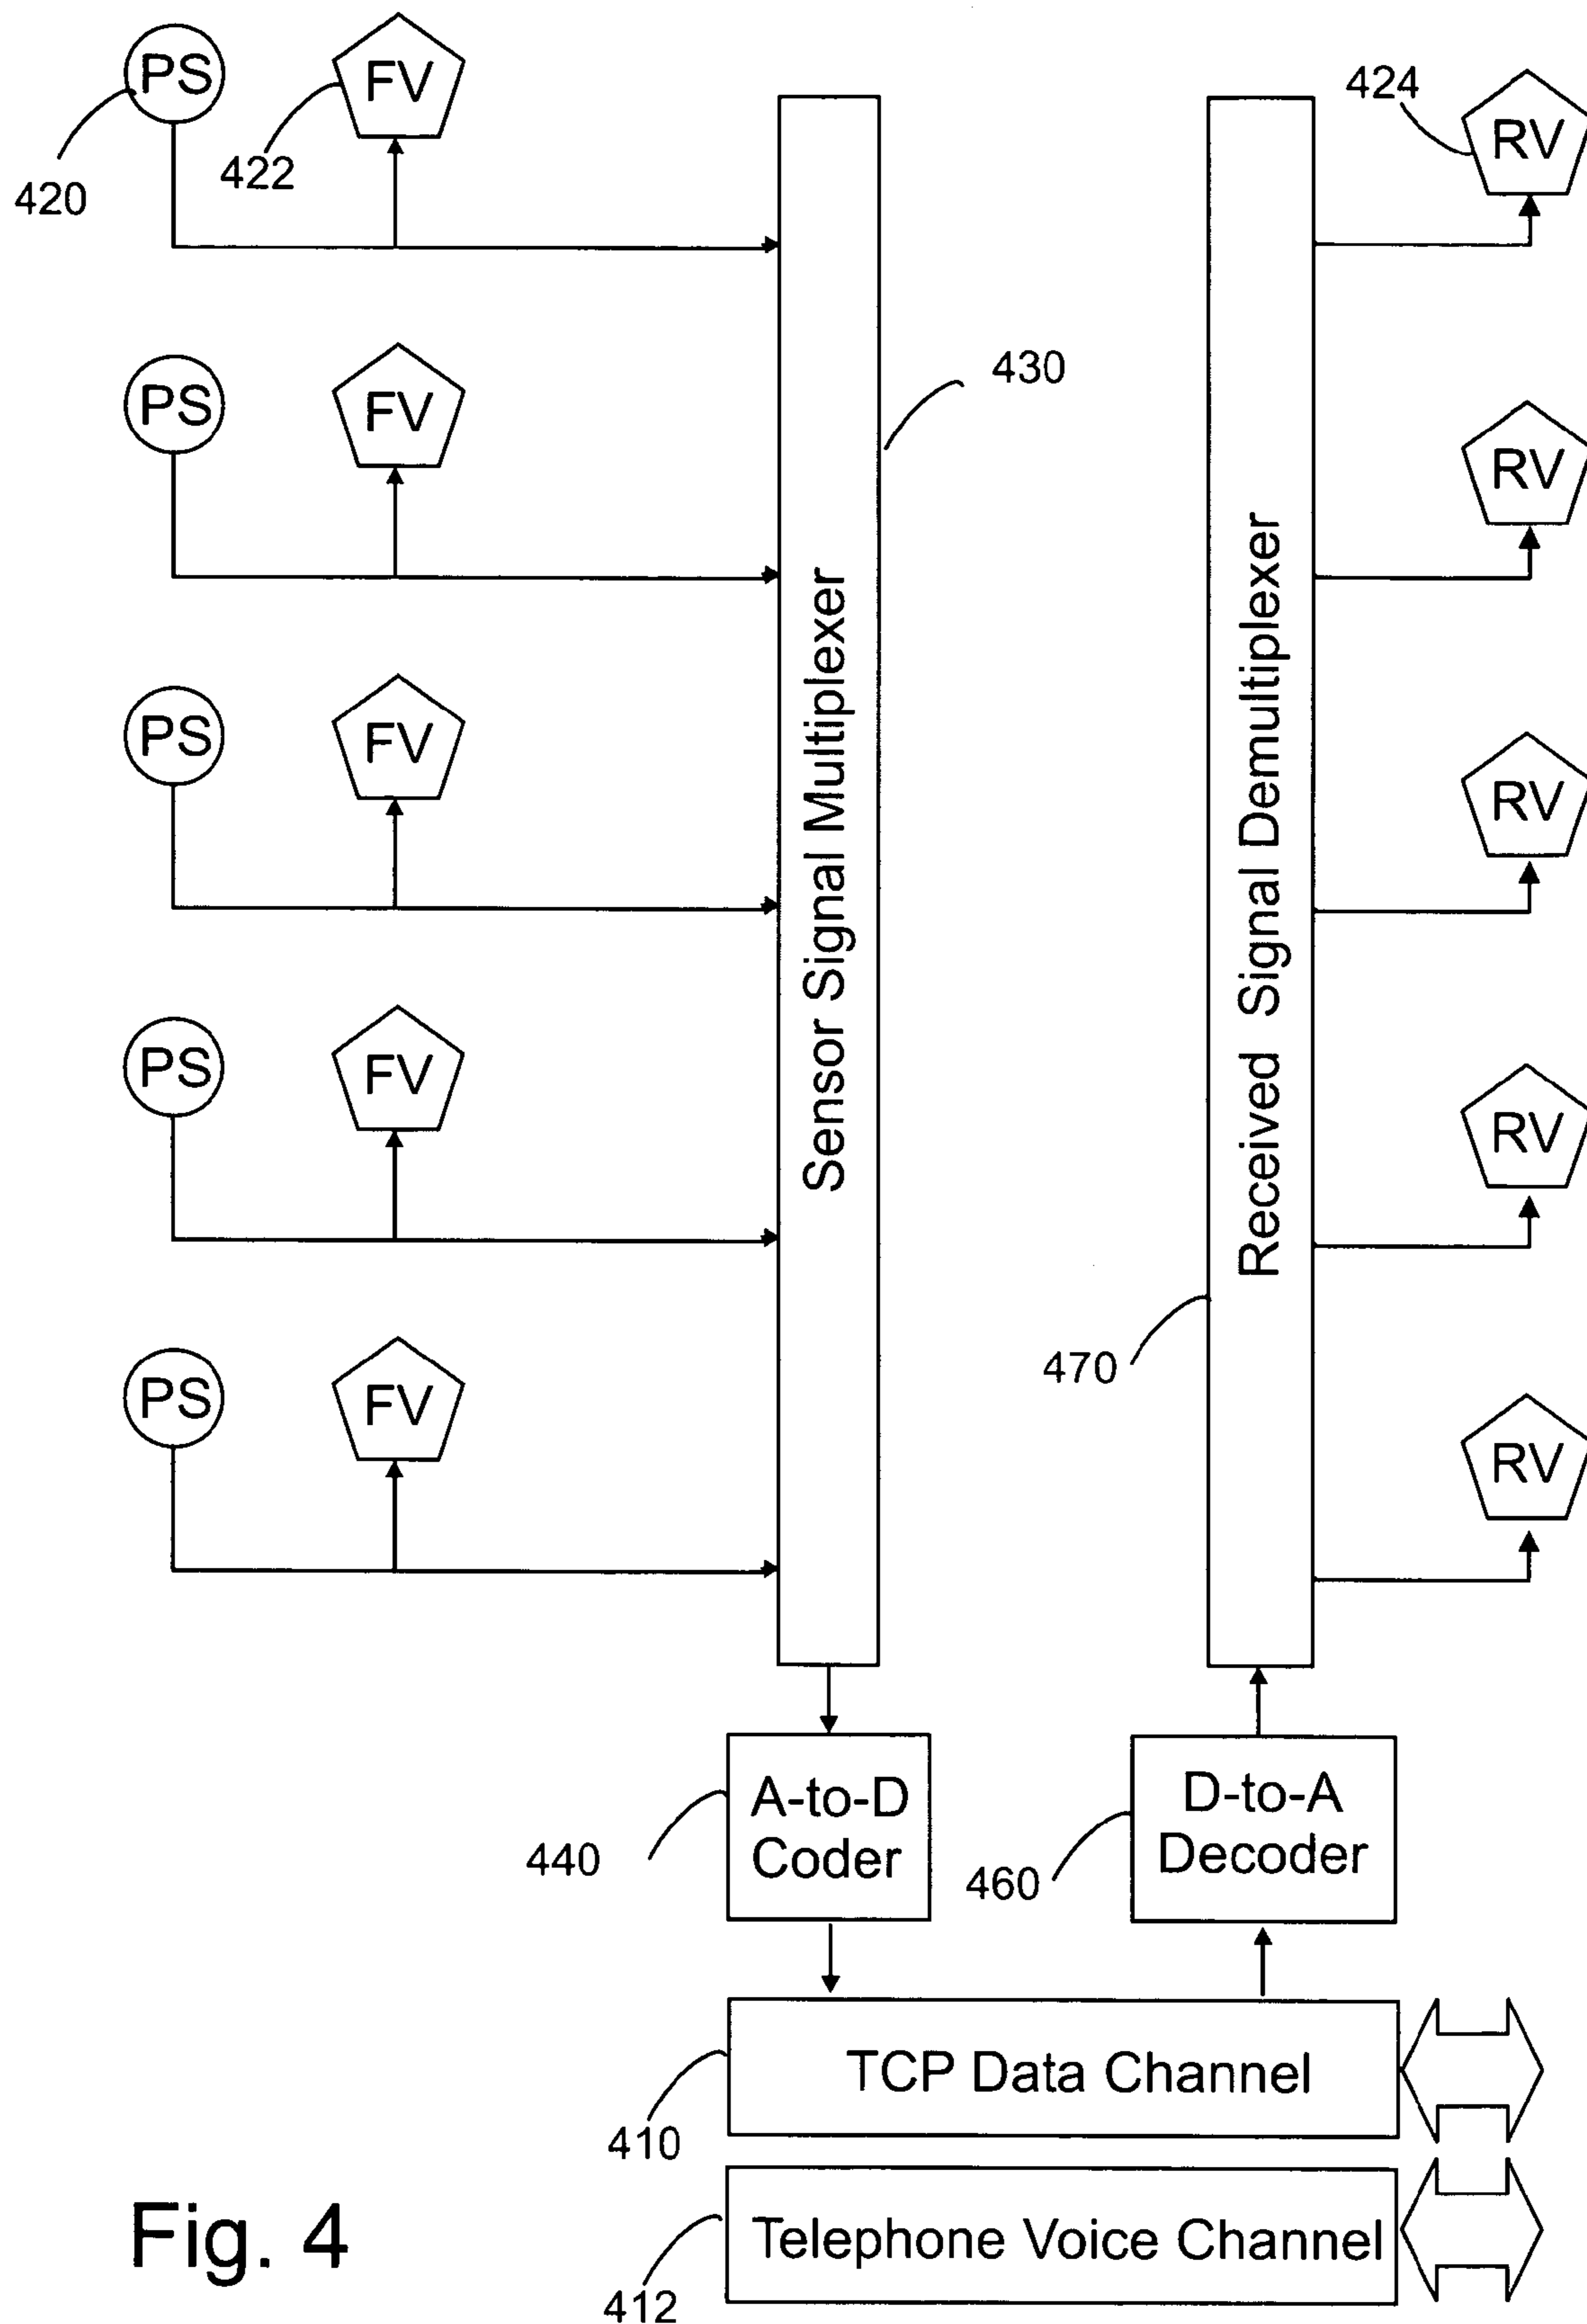 PS
FV
424
RV
420
422
430
PS
FV
RV
PS
FV
RV
Sensor Signal Multiplexer
Received Signal Demultiplexer
PS
FV
RV
470
PS
FV
RV
A-to-D
Coder
D-to-A
Decoder
440
460
TCP Data Channel
410
Telephone Voice Channel
412
Fig. 4